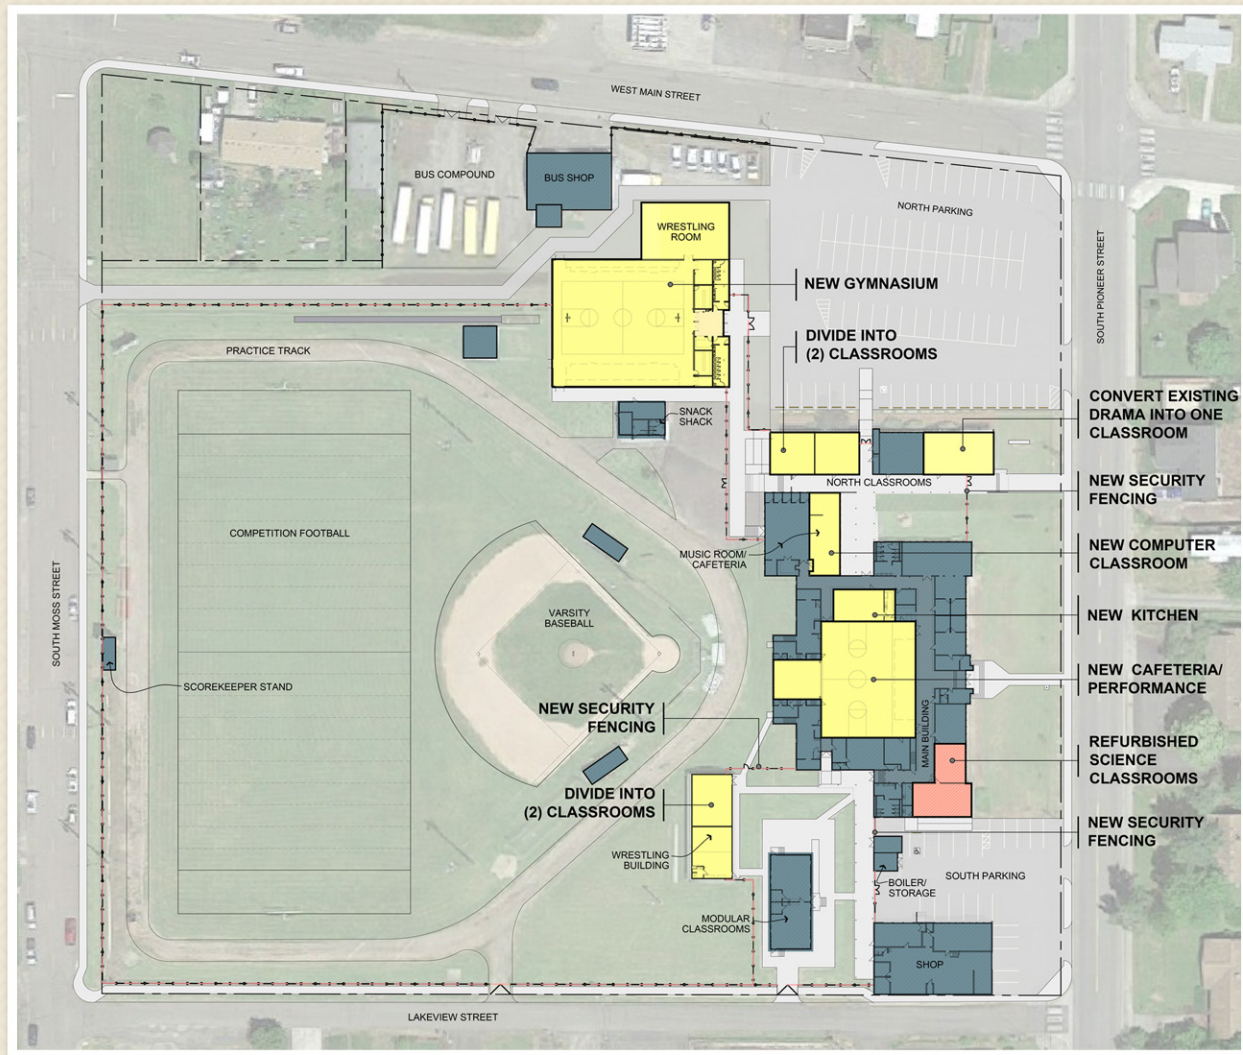 WEST MAIN STREET
BUS COMPOUND
BUS SHOP
NORTH PARKING
WRESTLING
ROOM
SOUTH PIONEER STREET
NEW GYMNASIUM
DIVIDE INTO
(2) CLASSROOMS
PRACTICE TRACK
SNACK
SHACK
CONVERT EXISTING
DRAMA INTO ONE
CLASSROOM
NORTH CLASSROOMS
NEW SECURITY
FENCING
COMPETITION FOOTBALL
MUSIC ROOM/
CAFETERIA
NEW COMPUTER
CLASSROOM
SOUTH MOSS STREET
VARSITY
BASEBALL
NEW KITCHEN
SCOREKEEPER STAND
NEW CAFETERIA/
PERFORMANCE
NEW SECURITY
FENCING
MAIN BUILDING
REFURBISHED
SCIENCE
CLASSROOMS
DIVIDE INTO
(2) CLASSROOMS
NEW SECURITY
FENCING
WRESTLING
BUILDING
BOILER/
STORAGE
SOUTH PARKING
MODULAR
CLASSROOMS
SHOP
LAKEVIEW STREET